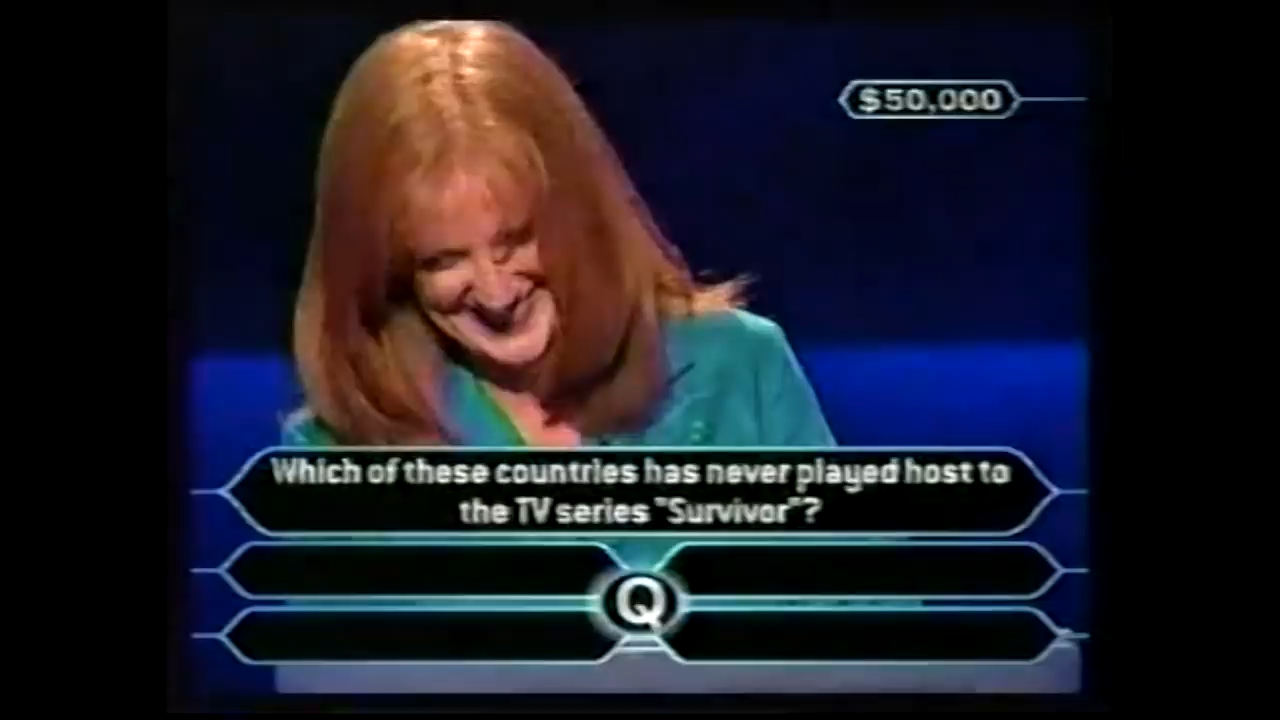 $50,000
Which of these countries has never played host to
the TV series "Survivor"?
Q